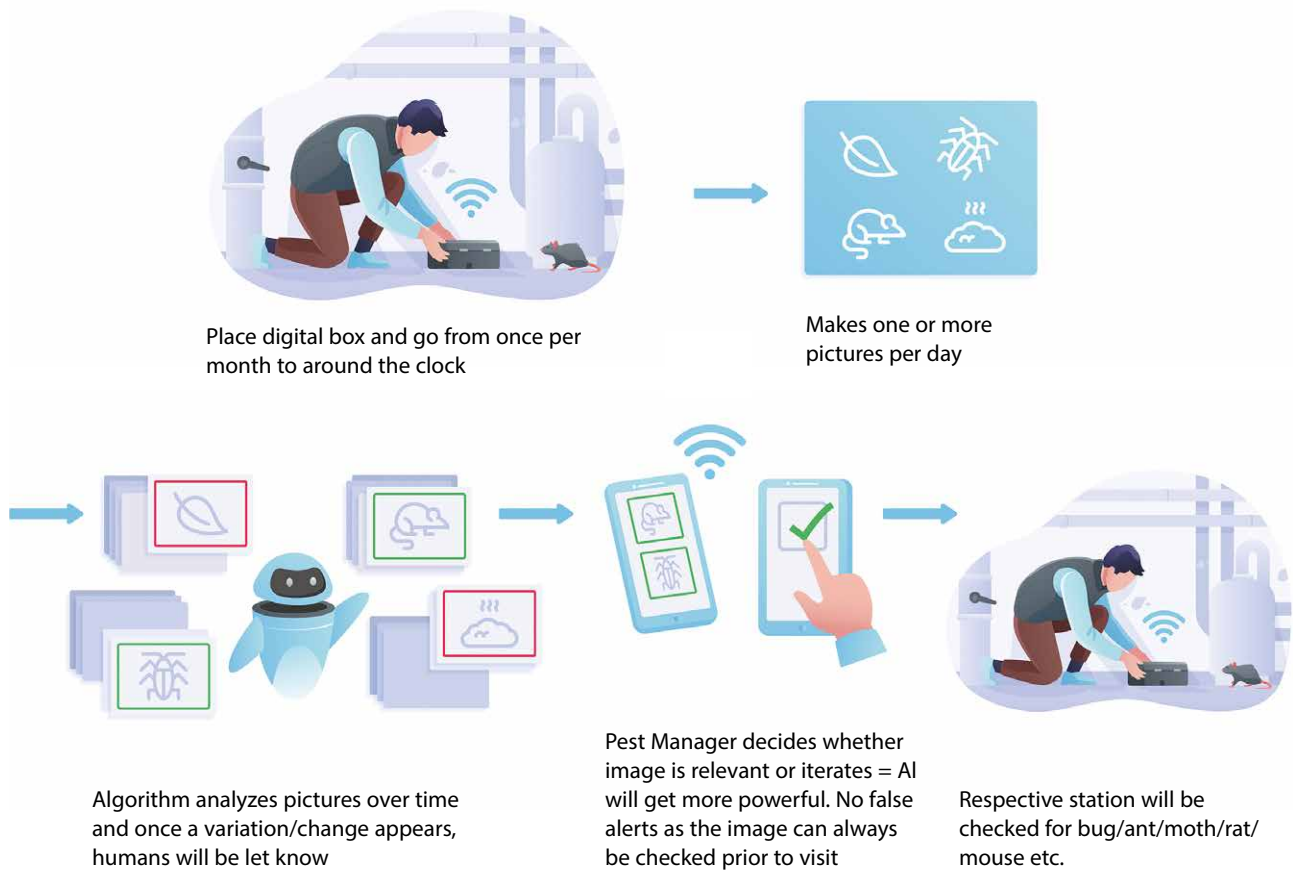 Place digital box and go from once per
month to around the clock
Makes one or more
pictures per day
Algorithm analyzes pictures over time
and once a variation/change appears,
humans will be let know
Pest Manager decides whether
image is relevant or iterates = AI
will get more powerful. No false
alerts as the image can always
be checked prior to visit
Respective station will be
checked for bug/ant/moth/rat/
mouse etc.